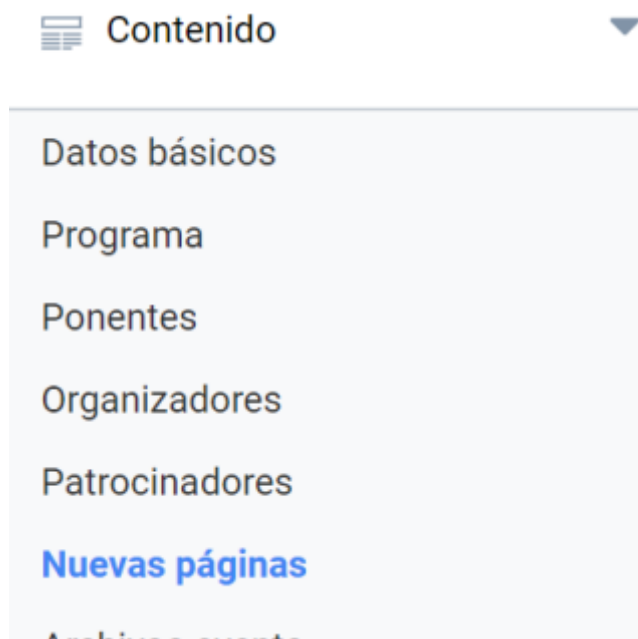 Contenido
Datos básicos
Programa
Ponentes
Organizadores
Patrocinadores
Nuevas páginas